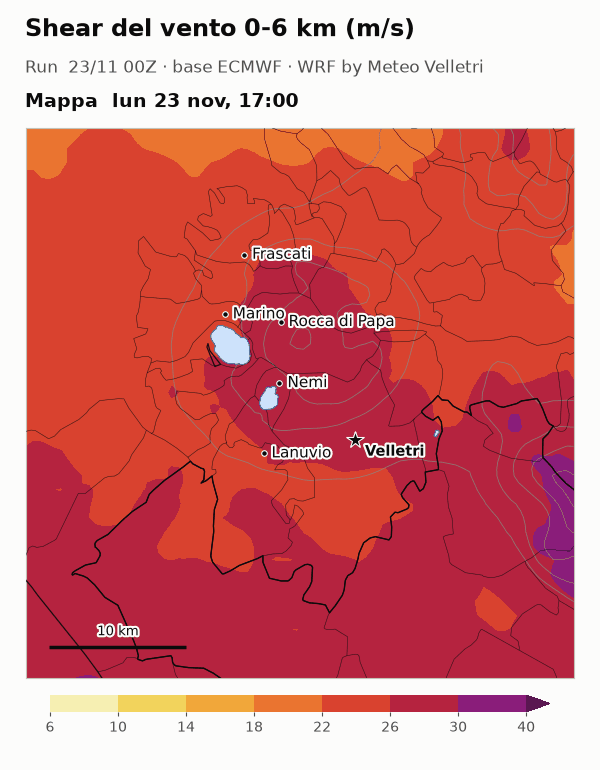 Shear del vento 0-6 km (m/s)
Run  23/11 00Z · base ECMWF · WRF by Meteo Velletri
Mappa  lun 23 nov, 17:00
Frascati
Marino
Rocca di Papa
Nemi
Velletri
Lanuvio
10 km
6 10 14 18 22 26 30 40